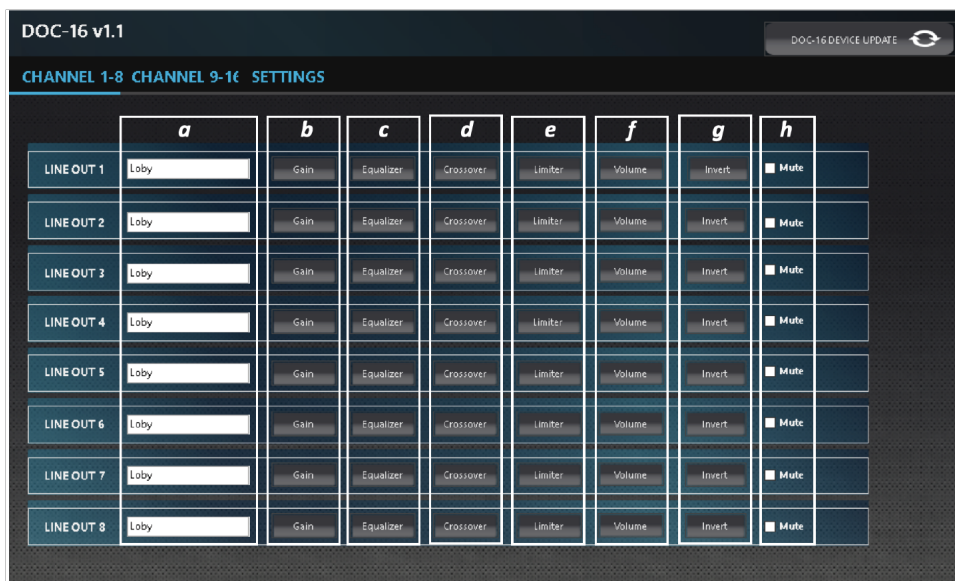 DOC-16 v1.1
DOC-16 DEVICE UPDATE
CHANNEL 1-8 CHANNEL 9-16 SETTINGS
a b c d e f g h
LINE OUT 1 Loby Gain Equalizer Crossover Limiter Volume Invert Mute
LINE OUT 2 Loby Gain Equalizer Crossover Limiter Volume Invert Mute
LINE OUT 3 Loby Gain Equalizer Crossover Limiter Volume Invert Mute
LINE OUT 4 Loby Gain Equalizer Crossover Limiter Volume Invert Mute
LINE OUT 5 Loby Gain Equalizer Crossover Limiter Volume Invert Mute
LINE OUT 6 Loby Gain Equalizer Crossover Limiter Volume Invert Mute
LINE OUT 7 Loby Gain Equalizer Crossover Limiter Volume Invert Mute
LINE OUT 8 Loby Gain Equalizer Crossover Limiter Volume Invert Mute